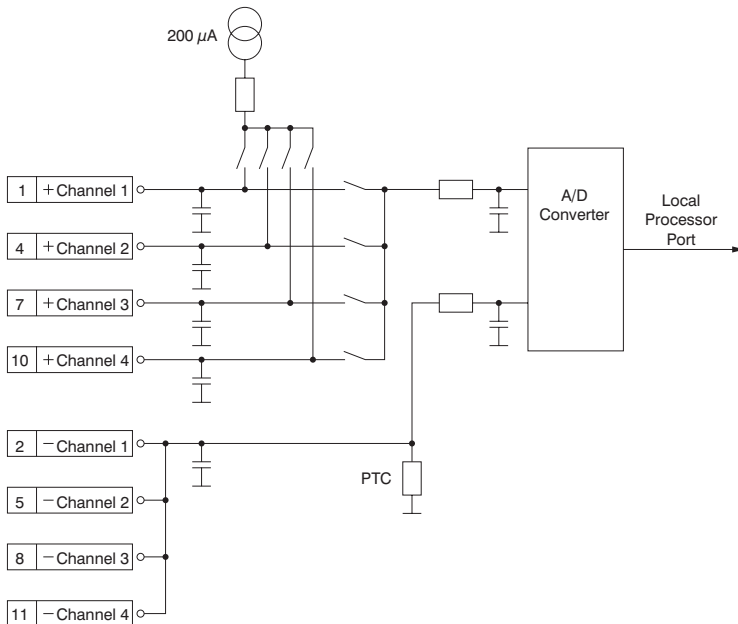 200 µA
1 +Channel 1
4 +Channel 2
7 +Channel 3
10 +Channel 4
2 −Channel 1
5 −Channel 2
8 −Channel 3
11 −Channel 4
PTC
A/D
Converter
Local
Processor
Port